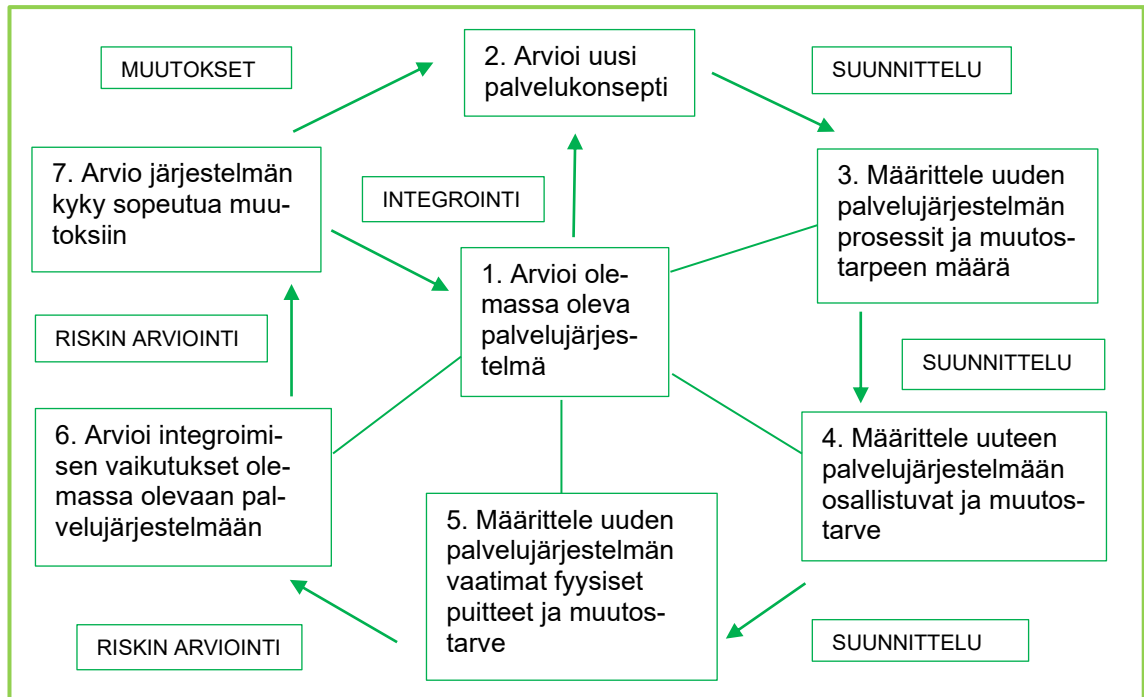 MUUTOKSET
2. Arvioi uusi
palvelukonsepti
SUUNNITTELU
7. Arvio järjestelmän
kyky sopeutua muu-
toksiin
INTEGROINTI
3. Määrittele uuden
palvelujärjestelmän
prosessit ja muutos-
tarpeen määrä
1. Arvioi ole-
massa oleva
palvelujärjes-
telmä
RISKIN ARVIOINTI
SUUNNITTELU
6. Arvioi integroimi-
sen vaikutukset ole-
massa olevaan pal-
velujärjestelmään
4. Määrittele uuteen
palvelujärjestelmään
osallistuvat ja muutos-
tarve
5. Määrittele uuden
palvelujärjestelmän
vaatimat fyysiset
puitteet ja muutos-
tarve
RISKIN ARVIOINTI
SUUNNITTELU